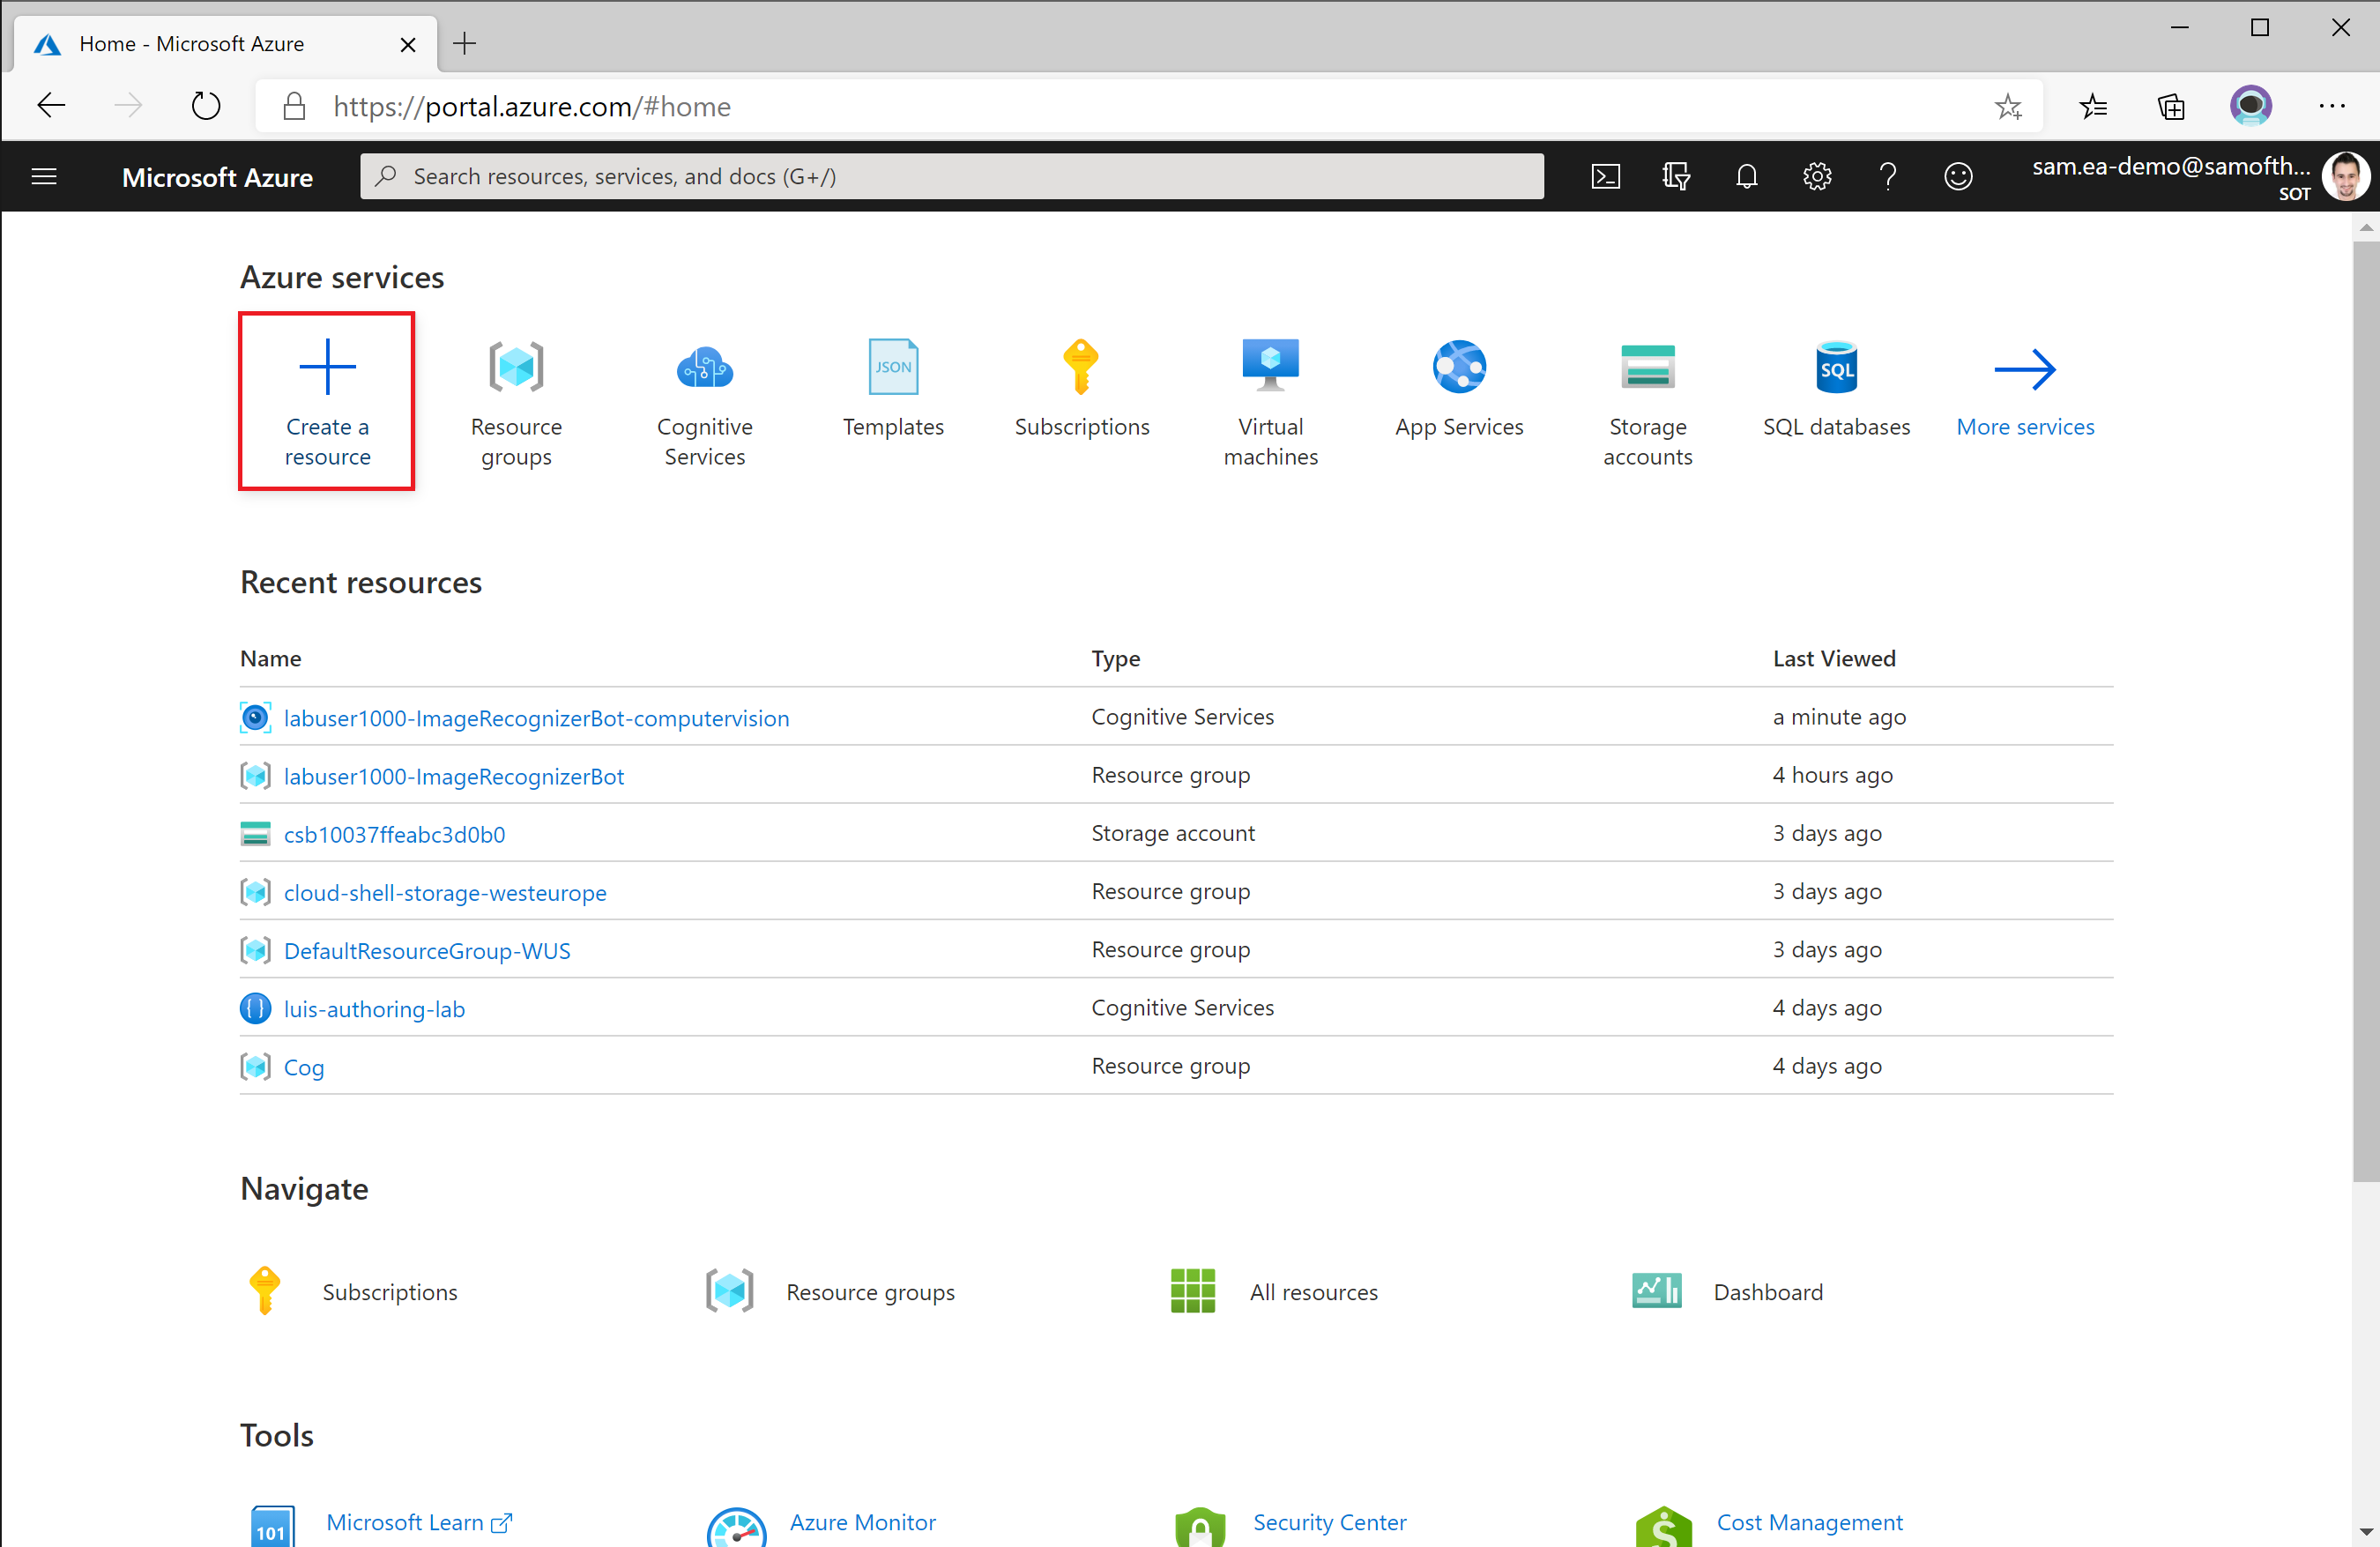 Home - Microsoft Azure
https://portal.azure.com/#home
Microsoft Azure
Search resources, services, and docs (G+/)
sam.ea-demo@samofth...
SOT
Azure services
Create a
resource
Resource
groups
Cognitive
Services
JSON
Templates
Subscriptions
Virtual
machines
App Services
Storage
accounts
SQL
SQL databases
More services
Recent resources
Name Type Last Viewed
labuser1000-ImageRecognizerBot-computervision Cognitive Services a minute ago
labuser1000-ImageRecognizerBot Resource group 4 hours ago
csb10037ffeabc3d0b0 Storage account 3 days ago
cloud-shell-storage-westeurope Resource group 3 days ago
DefaultResourceGroup-WUS Resource group 3 days ago
luis-authoring-lab Cognitive Services 4 days ago
Cog Resource group 4 days ago
Navigate
Subscriptions Resource groups All resources Dashboard
Tools
101 Microsoft Learn Azure Monitor Security Center Cost Management